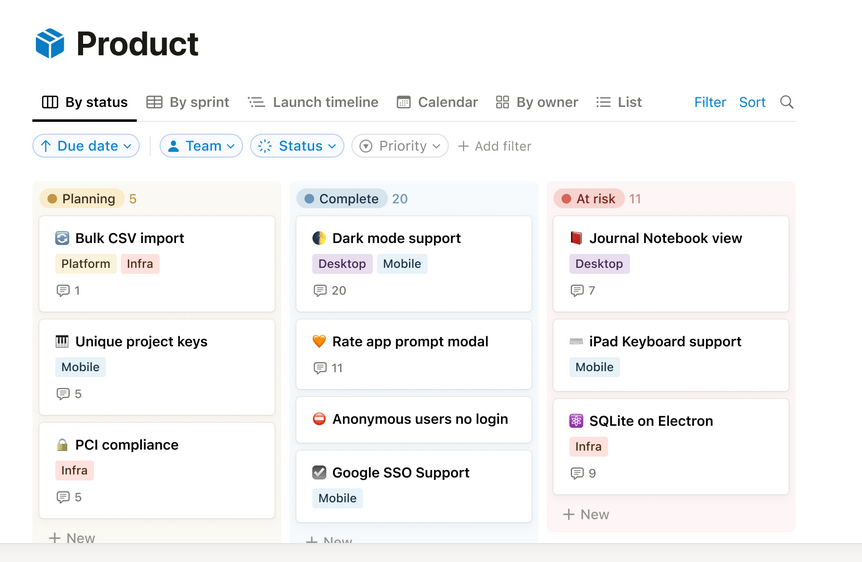 Product
By status By sprint Launch timeline Calendar By owner List Filter Sort
Due date Team Status Priority + Add filter
Planning 5
Bulk CSV import
Platform Infra
1
Unique project keys
Mobile
5
PCI compliance
Infra
5
+ New
Complete 20
Dark mode support
Desktop Mobile
20
Rate app prompt modal
11
Anonymous users no login
Google SSO Support
Mobile
+ New
At risk 11
Journal Notebook view
Desktop
7
iPad Keyboard support
Mobile
SQLite on Electron
Infra
9
+ New